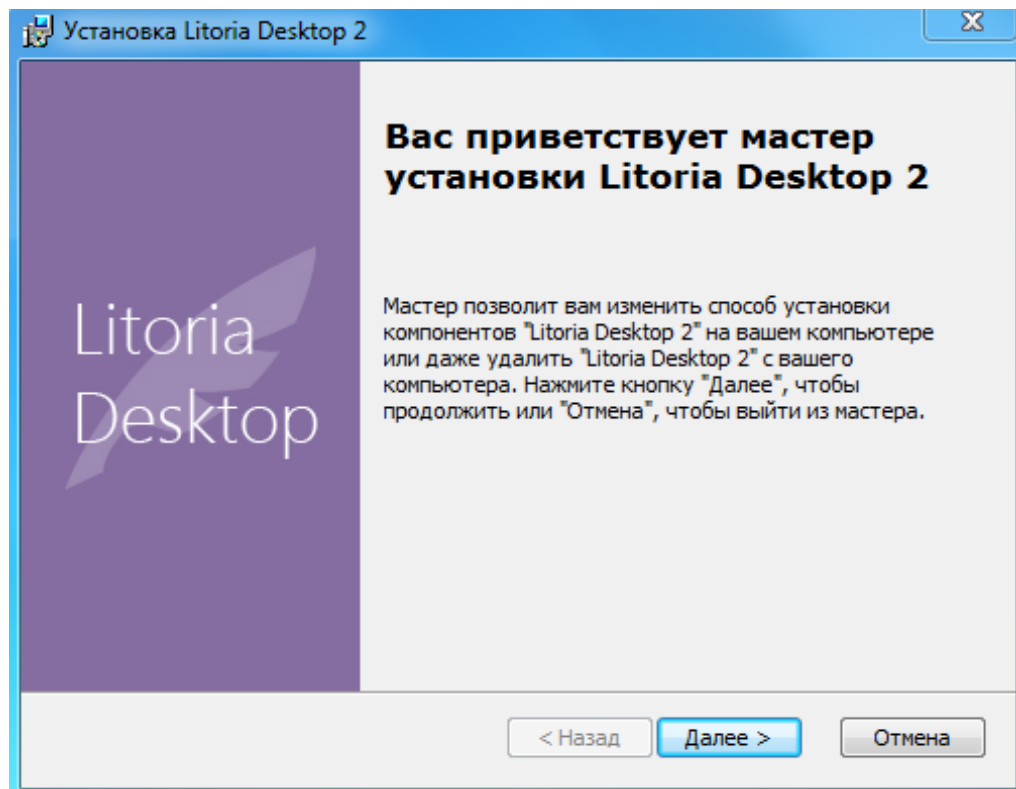 Установка Litoria Desktop 2
Вас приветствует мастер
установки Litoria Desktop 2
Litoria
Desktop
Мастер позволит вам изменить способ установки
компонентов "Litoria Desktop 2" на вашем компьютере
или даже удалить "Litoria Desktop 2" с вашего
компьютера. Нажмите кнопку "Далее", чтобы
продолжить или "Отмена", чтобы выйти из мастера.
< Назад Далее > Отмена